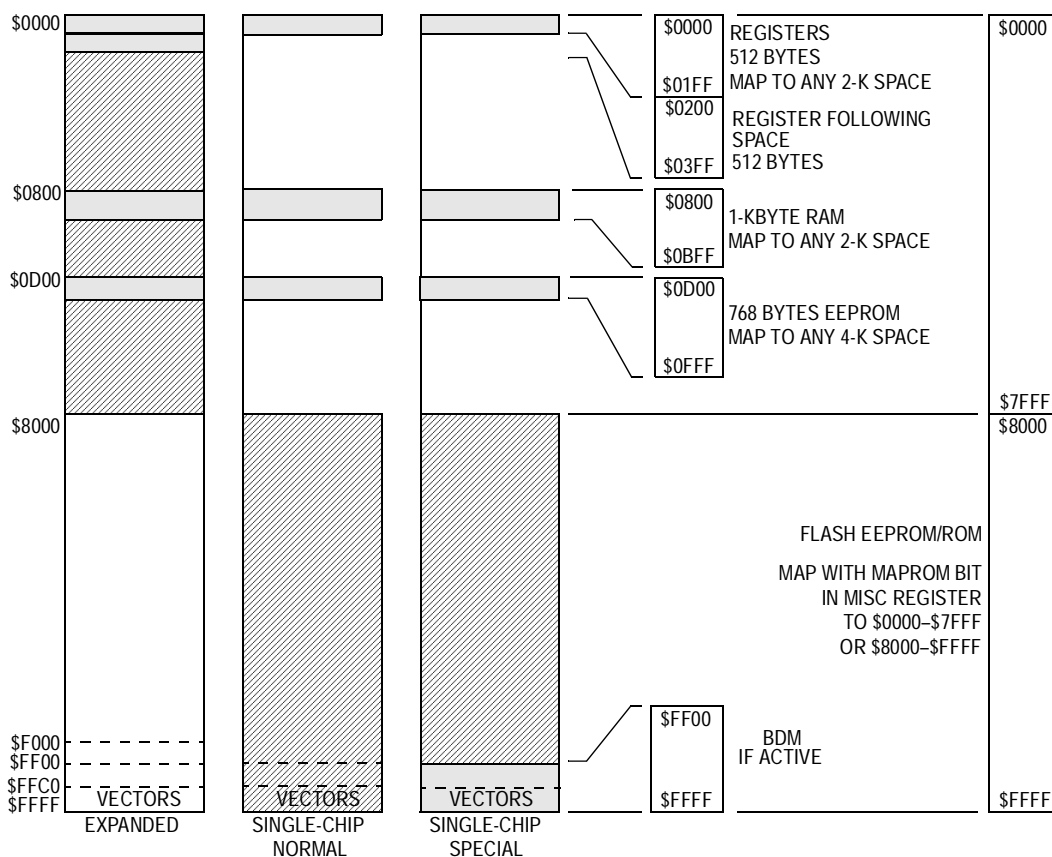 $0000
$0800
$0D00
$8000
$F000
$FF00
$FFC0
$FFFF
VECTORS
EXPANDED
VECTORS
SINGLE-CHIP
NORMAL
VECTORS
SINGLE-CHIP
SPECIAL
$0000
$01FF
REGISTERS
512 BYTES
MAP TO ANY 2-K SPACE
$0200
$03FF
REGISTER FOLLOWING
SPACE
512 BYTES
$0800
$0BFF
1-KBYTE RAM
MAP TO ANY 2-K SPACE
$0D00
$0FFF
768 BYTES EEPROM
MAP TO ANY 4-K SPACE
FLASH EEPROM/ROM
MAP WITH MAPROM BIT
IN MISC REGISTER
TO $0000–$7FFF
OR $8000–$FFFF
$FF00
$FFFF
BDM
IF ACTIVE
$0000
$7FFF
$8000
$FFFF